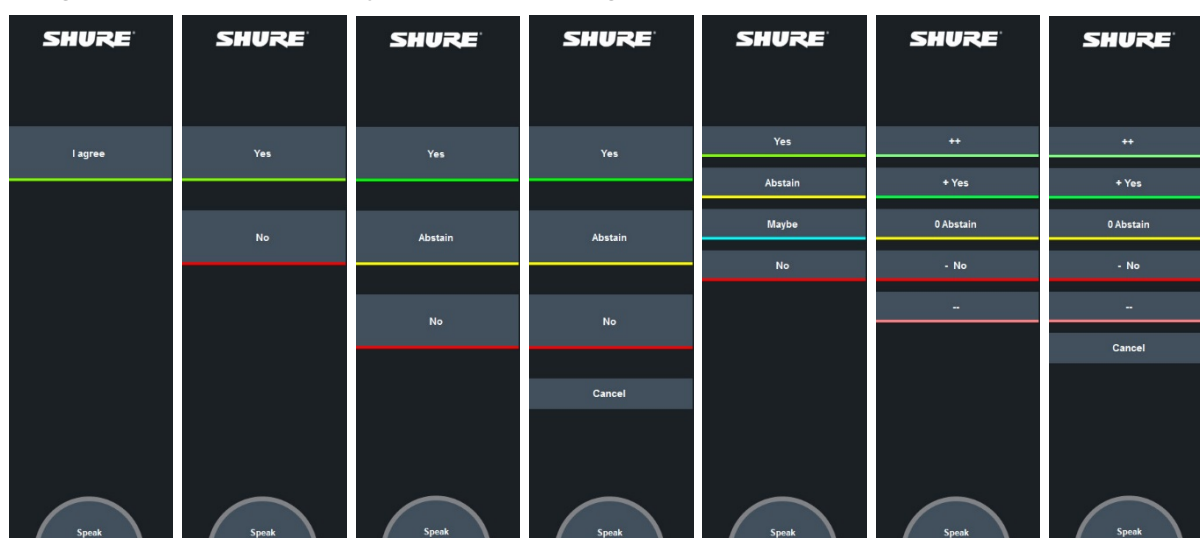 SHURE
I agree
Speak
SHURE
Yes
No
Speak
SHURE
Yes
Abstain
No
Speak
SHURE
Yes
Abstain
No
Cancel
Speak
SHURE
Yes
Abstain
Maybe
No
Speak
SHURE
++
+ Yes
0 Abstain
- No
--
Speak
SHURE
++
+ Yes
0 Abstain
- No
--
Cancel
Speak